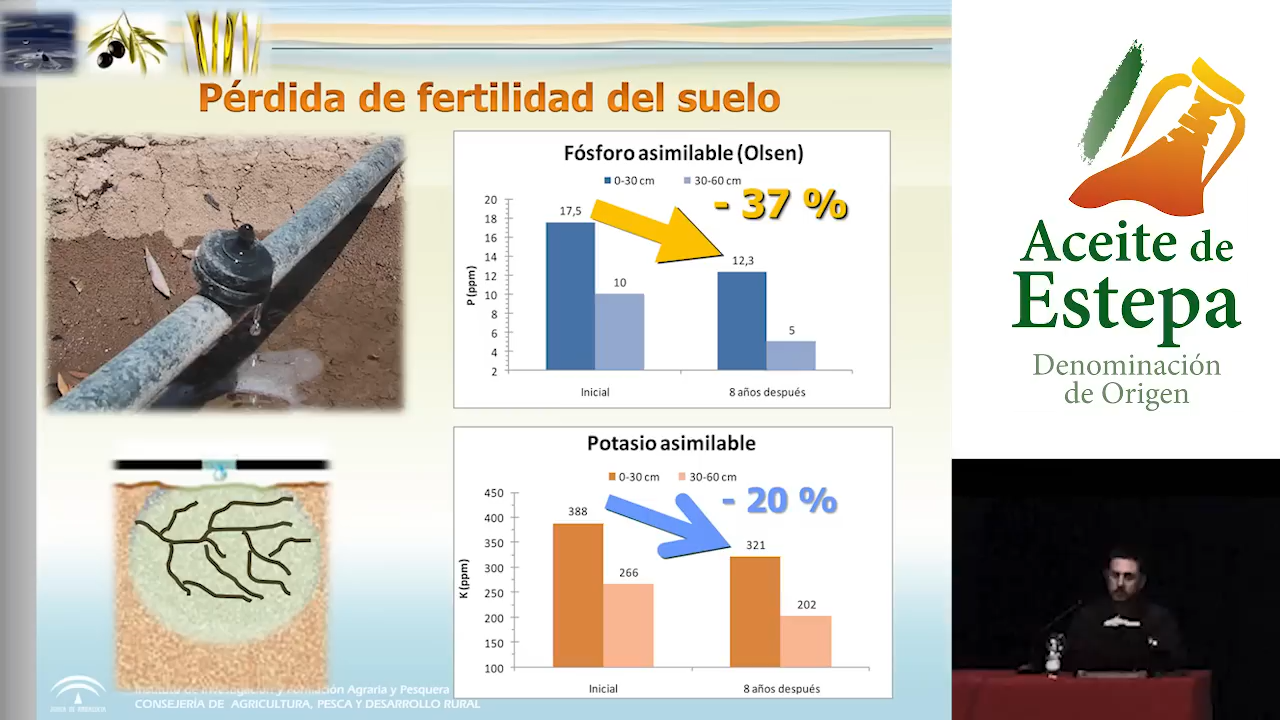 Pérdida de fertilidad del suelo
Fósforo asimilable (Olsen)
0-30 cm
30-60 cm
- 37 %
P (ppm)
20
18
16
14
12
10
8
6
4
2
17,5
10
12,3
5
Inicial
8 años después
Potasio asimilable
0-30 cm
30-60 cm
- 20 %
K (ppm)
450
400
350
300
250
200
150
100
388
266
321
202
Inicial
8 años después
Instituto de Investigación y Formación Agraria y Pesquera
CONSEJERÍA DE AGRICULTURA, PESCA Y DESARROLLO RURAL
JUNTA DE ANDALUCIA
Aceite de
Estepa
Denominación
de Origen